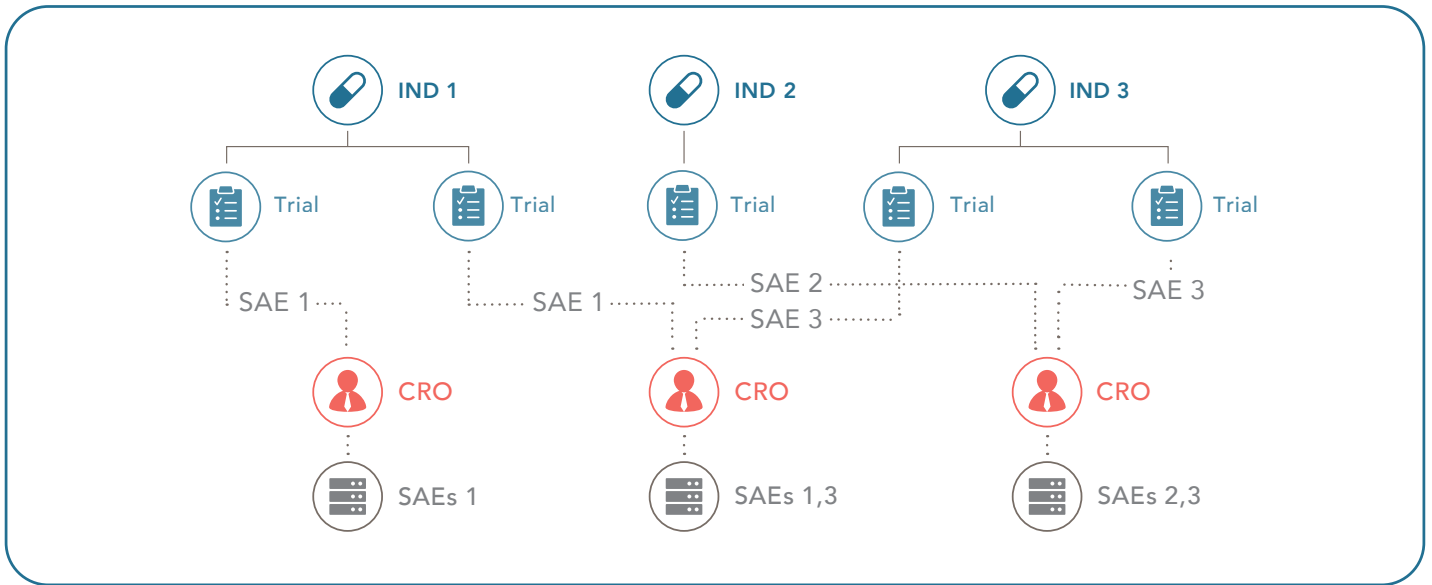 IND 1
IND 2
IND 3
Trial
Trial
Trial
Trial
Trial
SAE 1
SAE 1
SAE 2
SAE 3
SAE 3
CRO
CRO
CRO
SAEs 1
SAEs 1,3
SAEs 2,3